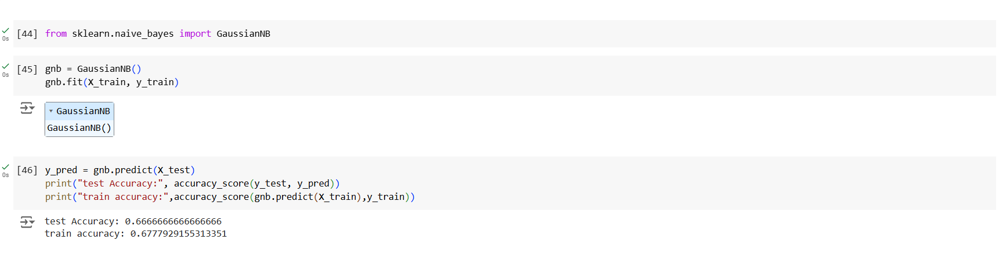 0s
[44] from sklearn.naive_bayes import GaussianNB
0s
[45] gnb = GaussianNB()
gnb.fit(X_train, y_train)
GaussianNB
GaussianNB()
0s
[46] y_pred = gnb.predict(X_test)
print("test Accuracy:", accuracy_score(y_test, y_pred))
print("train accuracy:",accuracy_score(gnb.predict(X_train),y_train))
test Accuracy: 0.6666666666666666
train accuracy: 0.6777929155313351